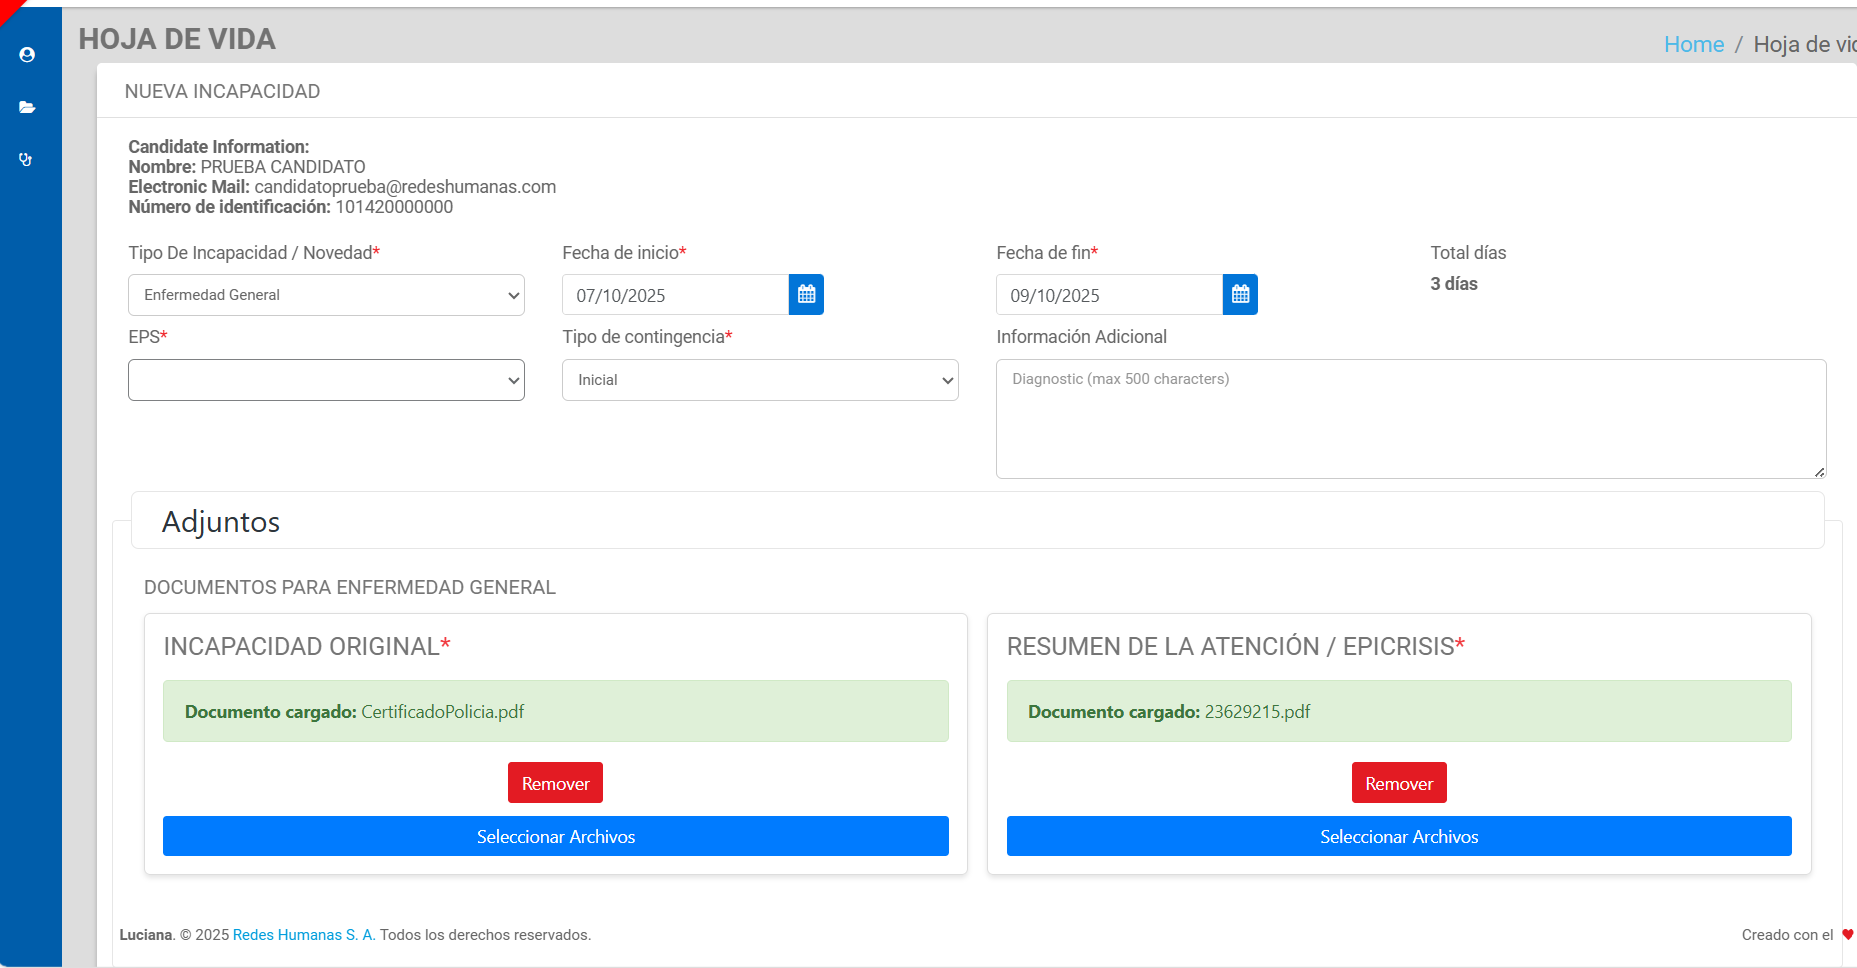 HOJA DE VIDA
Home / Hoja de
NUEVA INCAPACIDAD
Candidate Information:
Nombre: PRUEBA CANDIDATO
Electronic Mail: candidatoprueba@redeshumanas.com
Número de identificación: 101420000000
Tipo De Incapacidad / Novedad*
Fecha de inicio*
Fecha de fin*
Total días
Enfermedad General
07/10/2025
09/10/2025
3 días
EPS*
Tipo de contingencia*
Información Adicional
Inicial
Diagnostic (max 500 characters)
Adjuntos
DOCUMENTOS PARA ENFERMEDAD GENERAL
INCAPACIDAD ORIGINAL*
RESUMEN DE LA ATENCIÓN / EPICRISIS*
Documento cargado: CertificadoPolicia.pdf
Documento cargado: 23629215.pdf
Remover
Remover
Seleccionar Archivos
Seleccionar Archivos
Luciana. © 2025 Redes Humanas S. A. Todos los derechos reservados.
Creado con el ♥